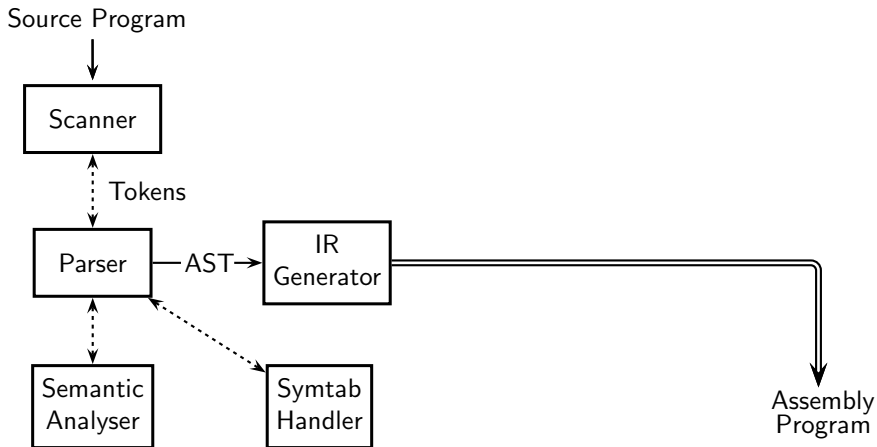 Source Program
Scanner
Tokens
Parser
AST
IR
Generator
Semantic
Analyser
Symtab
Handler
Assembly
Program